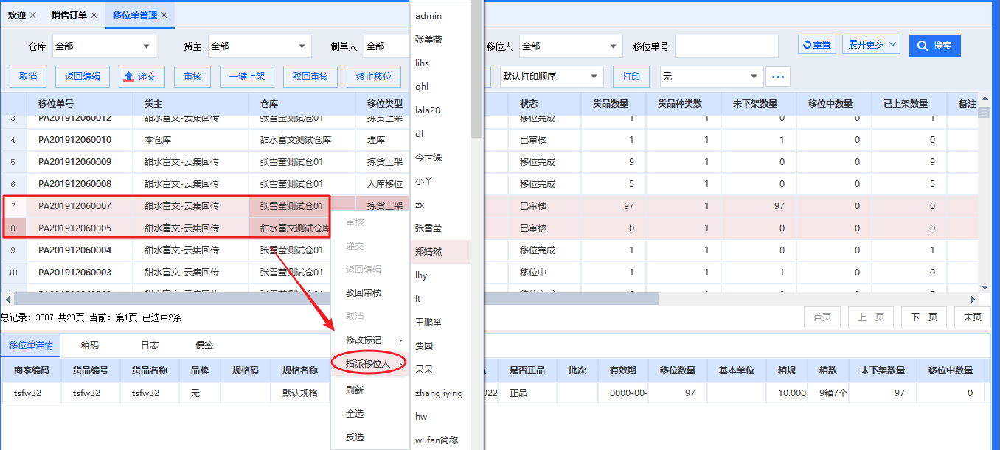 欢迎 销售订单 移位单管理
仓库 全部 货主 全部 制单人 全部 移位人 全部 移位单号 重置 展开更多 搜索
取消 返回编辑 递交 审核 一键上架 驳回审核 终止移位 默认打印顺序 打印 无 ...
移位单号 货主 仓库 移位类型 状态 货品数量 货品种类数 未下架数量 移位中数量 已上架数量 备注
3 PA201912060012 甜水富文-云集回传 张雪莹测试仓01 拣货上架 移位完成 1 1 0 0 1
4 PA201912060010 本仓库 甜水富文测试仓库 理库 已审核 1 1 1 0 0
5 PA201912060009 甜水富文-云集回传 张雪莹测试仓01 拣货上架 移位完成 9 1 0 0 9
6 PA201912060008 甜水富文-云集回传 张雪莹测试仓01 入库移位 移位完成 5 1 0 0 5
7 PA201912060007 甜水富文-云集回传 张雪莹测试仓01 拣货上架 已审核 97 1 97 0 0
8 PA201912060005 甜水富文-云集回传 甜水富文测试仓库 已审核 0 1 0 0 0
9 PA201912060004 甜水富文-云集回传 张雪莹测试仓01 移位完成 1 1 0 0 1
10 PA201912060003 甜水富文-云集回传 张雪莹测试仓01 移位中 1 1 1 0 0
审核
递交
返回编辑
驳回审核
取消
修改标记
指派移位人
刷新
全选
反选
admin
张美薇
lihs
qhl
lala20
dl
今世缘
小丫
zx
张雪莹
郑婧然
lhy
lt
王鹏举
贾园
呆呆
zhangliying
hw
wufan简称
总记录：3807 共20页 当前：第1页 已选中2条 首页 上一页 下一页 末页
移位单详情 箱码 日志 便签
商家编码 货品编号 货品名称 品牌 规格码 规格名称 是否正品 批次 有效期 移位数量 基本单位 箱规 箱数 未下架数量 移位中数量
tsfw32 tsfw32 tsfw32 无 默认规格 022 正品 0000-00- 97 10.000 9箱7个 97 0